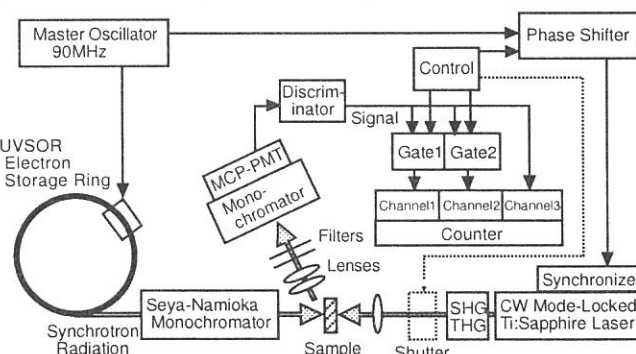 Master Oscillator
90MHz
Phase Shifter
Control
Discrim-
inator
Signal
UVSOR
Electron
Storage Ring
MCP-PMT
Mono-
chromator
Gate1
Gate2
Channel1
Channel2
Channel3
Counter
Filters
Lenses
Synchronizer
Seya-Namioka
Monochromator
SHG
THG
CW Mode-Locked
Ti:Sapphire Laser
Synchrotron
Radiation
Sample
Shutter